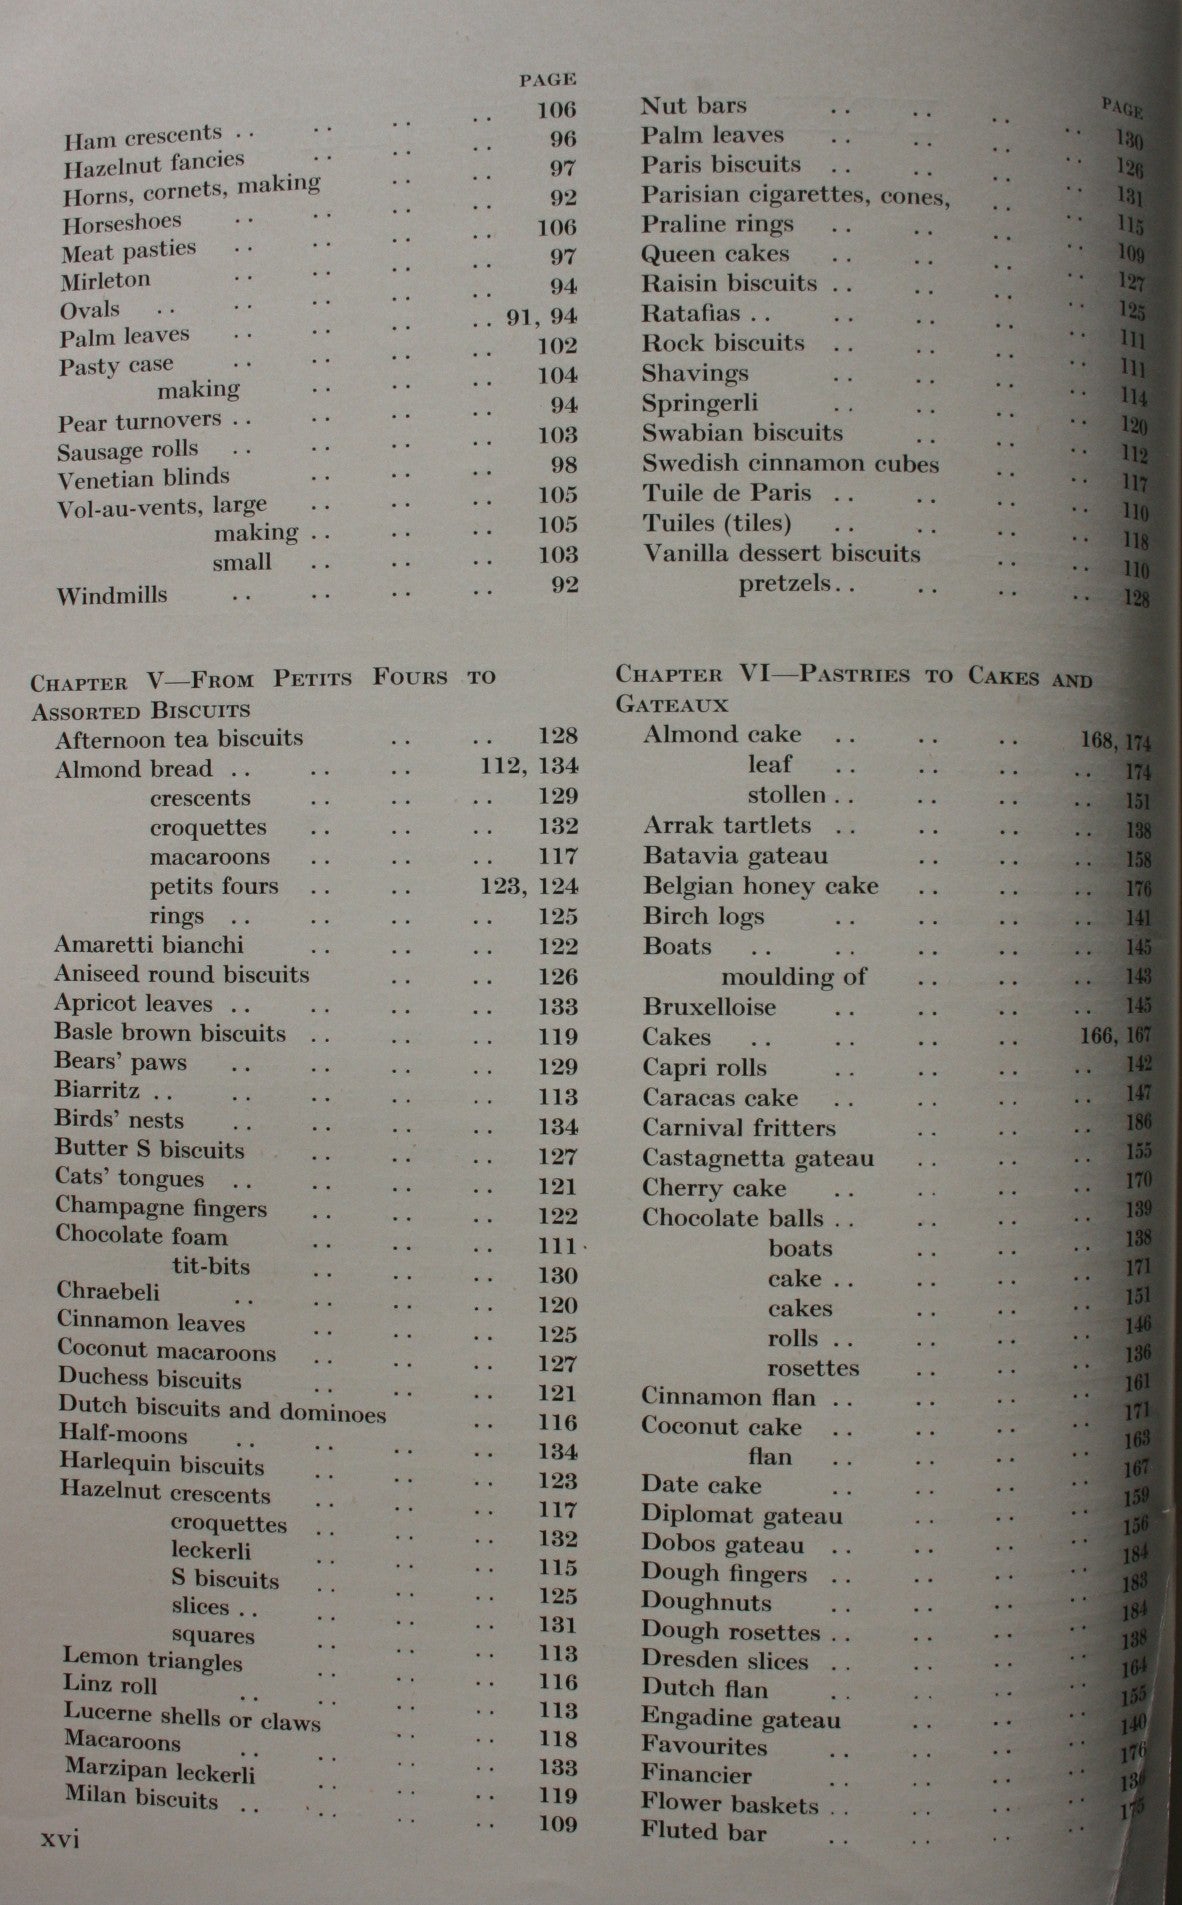 PAGE
Ham crescents .. .. .. .. 106
Hazelnut fancies .. .. .. 96
Horns, cornets, making .. .. 97
Horseshoes .. .. .. .. 92
Meat pasties .. .. .. .. 106
Mirleton .. .. .. .. 97
Ovals .. .. .. .. .. 94
Palm leaves .. .. .. .. 91, 94
Pasty case .. .. .. .. 102
making .. .. .. 104
Pear turnovers .. .. .. .. 94
Sausage rolls .. .. .. .. 103
Venetian blinds .. .. .. 98
Vol-au-vents, large .. .. .. 105
making .. .. .. 105
small .. .. .. 103
Windmills .. .. .. .. 92
CHAPTER V—FROM PETITS FOURS TO
ASSORTED BISCUITS
Afternoon tea biscuits .. .. 128
Almond bread .. .. .. 112, 134
crescents .. .. .. 129
croquettes .. .. .. 132
macaroons .. .. .. 117
petits fours .. .. 123, 124
rings .. .. .. .. 125
Amaretti bianchi .. .. .. 122
Aniseed round biscuits .. .. 126
Apricot leaves .. .. .. .. 133
Basle brown biscuits .. .. .. 119
Bears' paws .. .. .. .. 129
Biarritz .. .. .. .. .. 113
Birds' nests .. .. .. .. 134
Butter S biscuits .. .. .. 127
Cats' tongues .. .. .. .. 121
Champagne fingers .. .. .. 122
Chocolate foam .. .. .. 111
tit-bits .. .. .. 130
Chraebeli .. .. .. .. 120
Cinnamon leaves .. .. .. 125
Coconut macaroons .. .. .. 127
Duchess biscuits .. .. .. 121
Dutch biscuits and dominoes .. 116
Half-moons .. .. .. .. 134
Harlequin biscuits .. .. .. 123
Hazelnut crescents .. .. .. 117
croquettes .. .. .. 132
leckerli .. .. .. 115
S biscuits .. .. .. 125
slices .. .. .. .. 131
squares .. .. .. 113
Lemon triangles .. .. .. 116
Linz roll .. .. .. .. 113
Lucerne shells or claws .. .. 118
Macaroons .. .. .. .. 133
Marzipan leckerli .. .. .. 119
Milan biscuits .. .. .. .. 109
xvi
PAGE
Nut bars .. .. .. .. 130
Palm leaves .. .. .. .. 126
Paris biscuits .. .. .. .. 131
Parisian cigarettes, cones, .. .. 115
Praline rings .. .. .. .. 109
Queen cakes .. .. .. .. 127
Raisin biscuits .. .. .. .. 125
Ratafias .. .. .. .. .. 111
Rock biscuits .. .. .. .. 111
Shavings .. .. .. .. 114
Springerli .. .. .. .. 120
Swabian biscuits .. .. .. 112
Swedish cinnamon cubes .. .. 117
Tuile de Paris .. .. .. .. 110
Tuiles (tiles) .. .. .. .. 118
Vanilla dessert biscuits .. .. 110
pretzels .. .. .. .. 128
CHAPTER VI—PASTRIES TO CAKES AND
GATEAUX
Almond cake .. .. .. 168, 174
leaf .. .. .. .. 174
stollen .. .. .. .. 151
Arrak tartlets .. .. .. .. 138
Batavia gateau .. .. .. 158
Belgian honey cake .. .. .. 176
Birch logs .. .. .. .. 141
Boats .. .. .. .. .. 145
moulding of .. .. .. 143
Bruxelloise .. .. .. .. 145
Cakes .. .. .. .. 166, 167
Capri rolls .. .. .. .. 142
Caracas cake .. .. .. .. 147
Carnival fritters .. .. .. 186
Castagnetta gateau .. .. .. 155
Cherry cake .. .. .. .. 170
Chocolate balls .. .. .. .. 139
boats .. .. .. 138
cake .. .. .. .. 171
cakes .. .. .. 151
rolls .. .. .. .. 146
rosettes .. .. .. 136
Cinnamon flan .. .. .. .. 161
Coconut cake .. .. .. .. 171
flan .. .. .. .. 163
Date cake .. .. .. .. 167
Diplomat gateau .. .. .. 159
Dobos gateau .. .. .. .. 156
Dough fingers .. .. .. .. 184
Doughnuts .. .. .. .. 183
Dough rosettes .. .. .. .. 184
Dresden slices .. .. .. .. 138
Dutch flan .. .. .. .. 164
Engadine gateau .. .. .. 155
Favourites .. .. .. .. 140
Financier .. .. .. .. 176
Flower baskets .. .. .. ..
Fluted bar .. .. .. .. 175